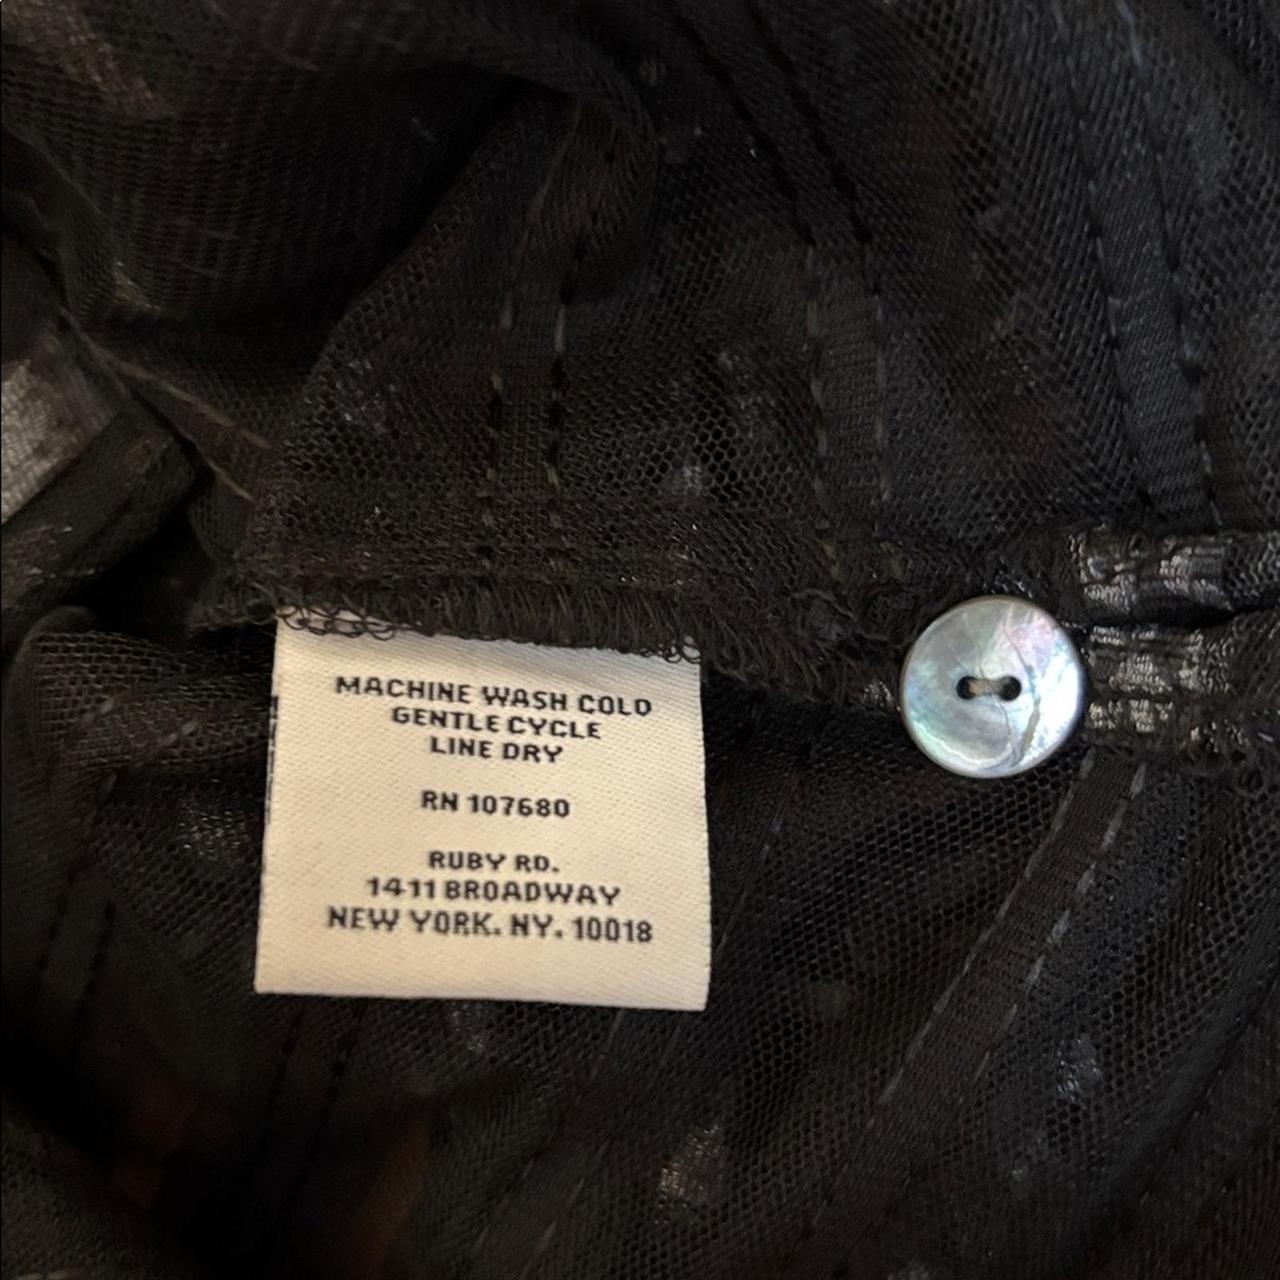 MACHINE WASH COLD
GENTLE CYCLE
LINE DRY
RN 107680
RUBY RD.
1411 BROADWAY
NEW YORK. NY. 10018